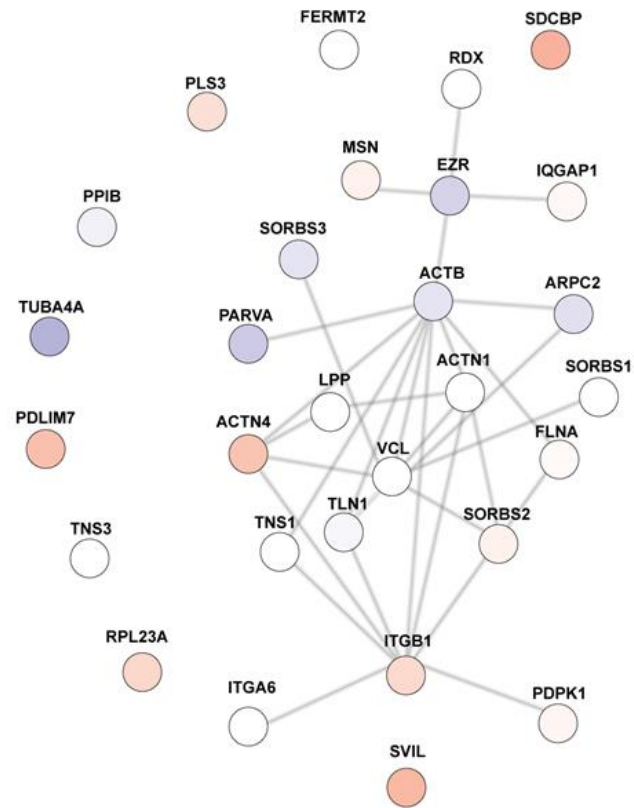 FERMT2
SDCBP
RDX
PLS3
MSN
EZR
IQGAP1
PPIB
SORBS3
ACTB
ARPC2
TUBA4A
PARVA
ACTN1
SORBS1
LPP
PDLIM7
ACTN4
FLNA
VCL
TLN1
SORBS2
TNS1
TNS3
ITGB1
RPL23A
ITGA6
PDPK1
SVIL